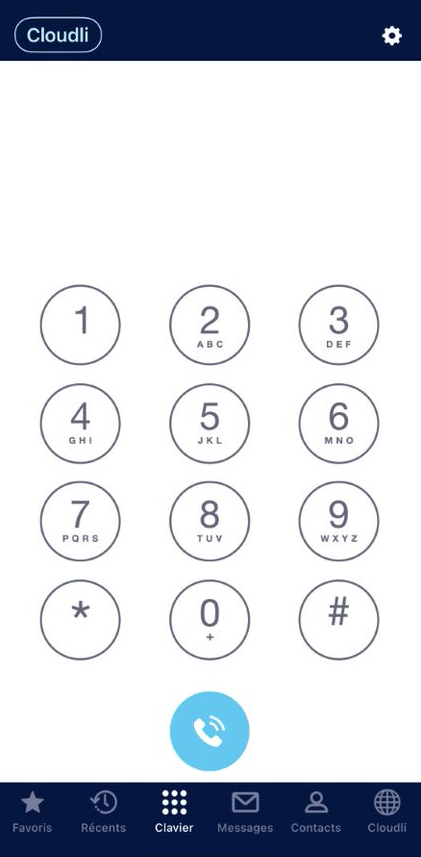 Cloudli
1 2 3
ABC DEF
4 5 6
GHI JKL MNO
7 8 9
PQRS TUV WXYZ
* 0 #
+
Favoris Récents Clavier Messages Contacts Cloudli